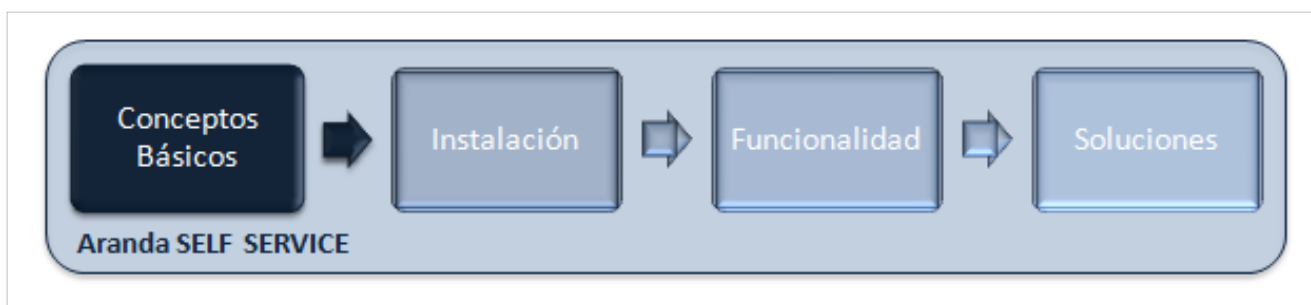 Conceptos
Básicos
Instalación
Funcionalidad
Soluciones
Aranda SELF SERVICE